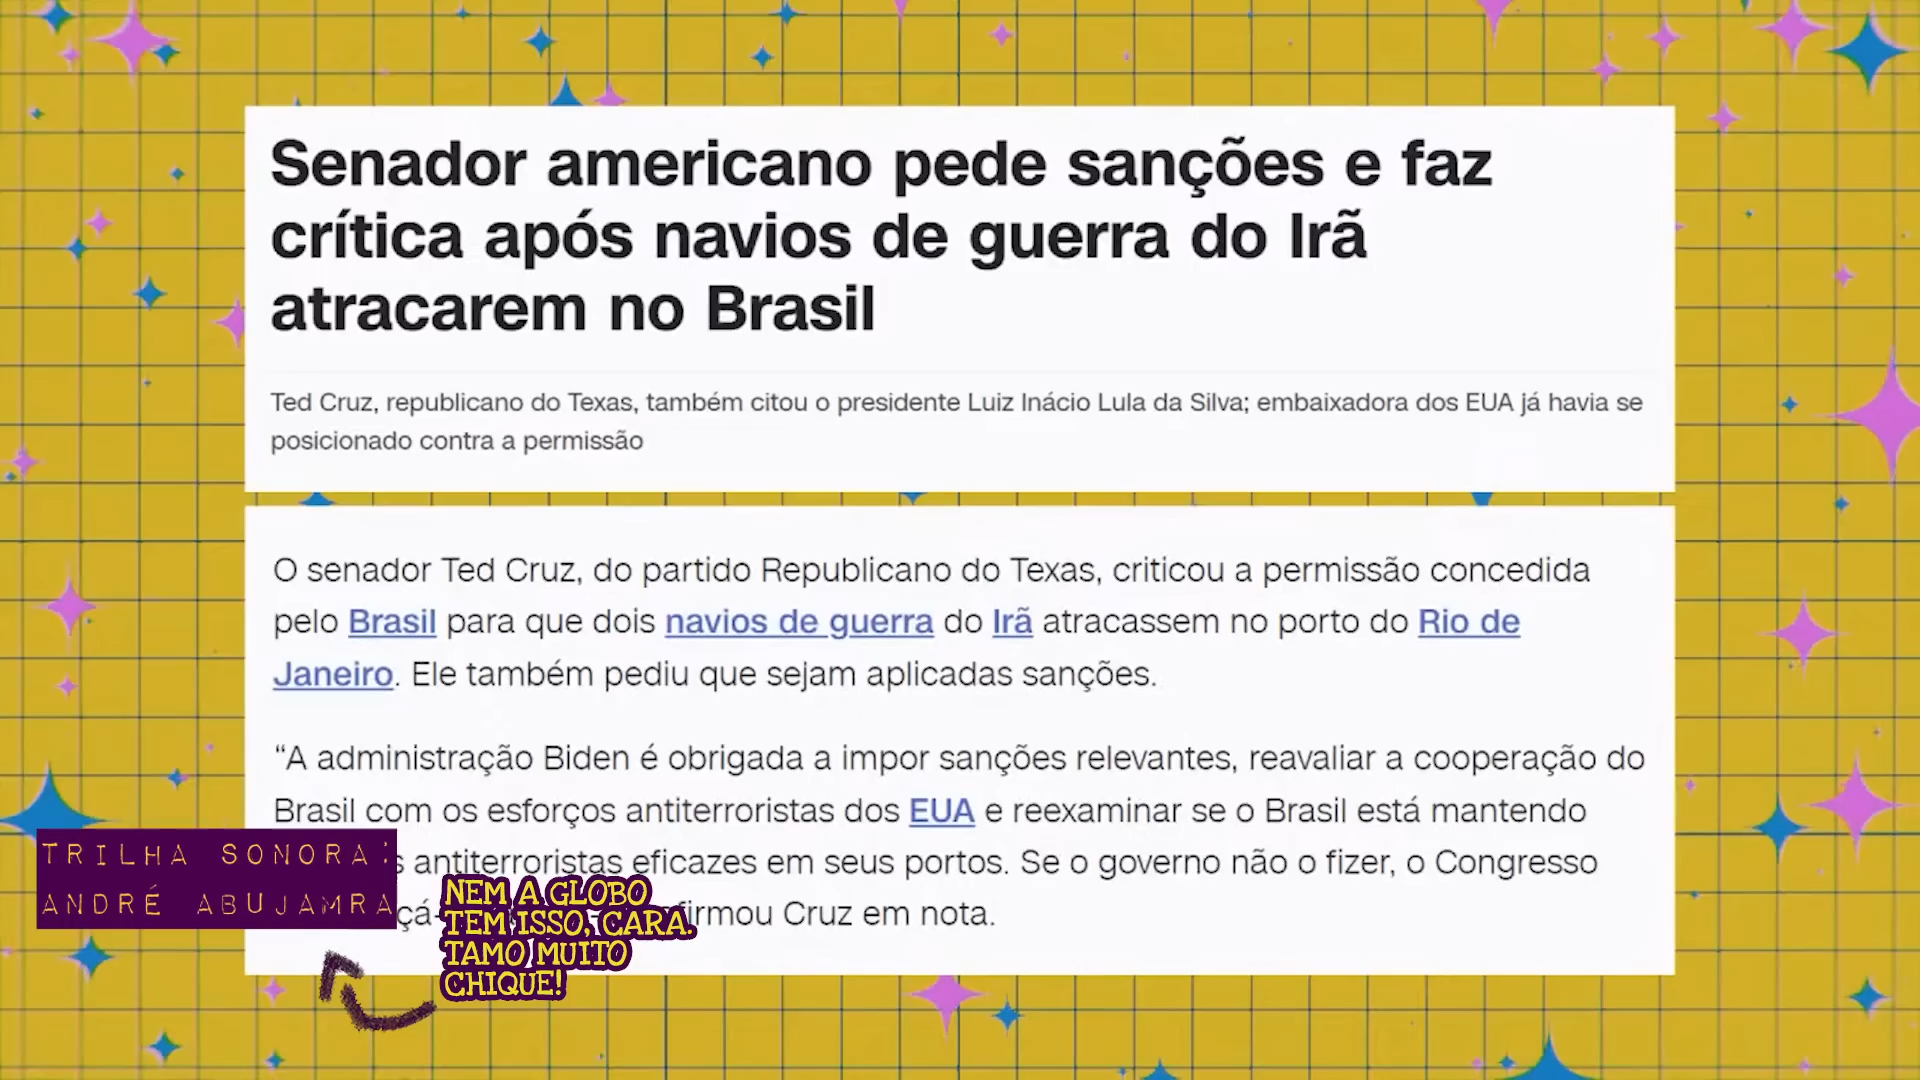 Senador americano pede sanções e faz
crítica após navios de guerra do Irã
atracarem no Brasil
Ted Cruz, republicano do Texas, também citou o presidente Luiz Inácio Lula da Silva; embaixadora dos EUA já havia se
posicionado contra a permissão
O senador Ted Cruz, do partido Republicano do Texas, criticou a permissão concedida
pelo Brasil para que dois navios de guerra do Irã atracassem no porto do Rio de
Janeiro. Ele também pediu que sejam aplicadas sanções.
“A administração Biden é obrigada a impor sanções relevantes, reavaliar a cooperação do
Brasil com os esforços antiterroristas dos EUA e reexaminar se o Brasil está mantendo
antiterroristas eficazes em seus portos. Se o governo não o fizer, o Congresso
Cruz em nota.
TRILHA SONORA:
ANDRÉ ABUJAMRA
NEM A GLOBO
TEM ISSO, CARA.
TAMO MUITO
CHIQUE!